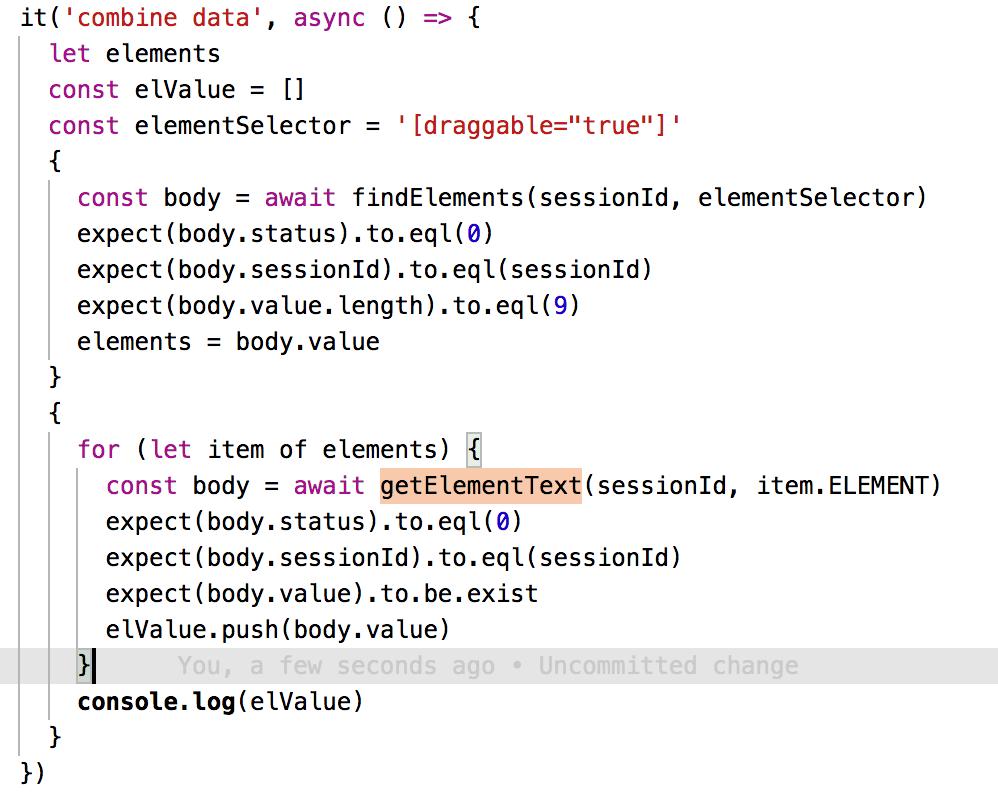 it('combine data', async () => {
let elements
const elValue = []
const elementSelector = '[draggable="true"]'
{
const body = await findElements(sessionId, elementSelector)
expect(body.status).to.eql(0)
expect(body.sessionId).to.eql(sessionId)
expect(body.value.length).to.eql(9)
elements = body.value
}
{
for (let item of elements) {
const body = await getElementText(sessionId, item.ELEMENT)
expect(body.status).to.eql(0)
expect(body.sessionId).to.eql(sessionId)
expect(body.value).to.be.exist
elValue.push(body.value)
} You, a few seconds ago • Uncommitted change
console.log(elValue)
}
})